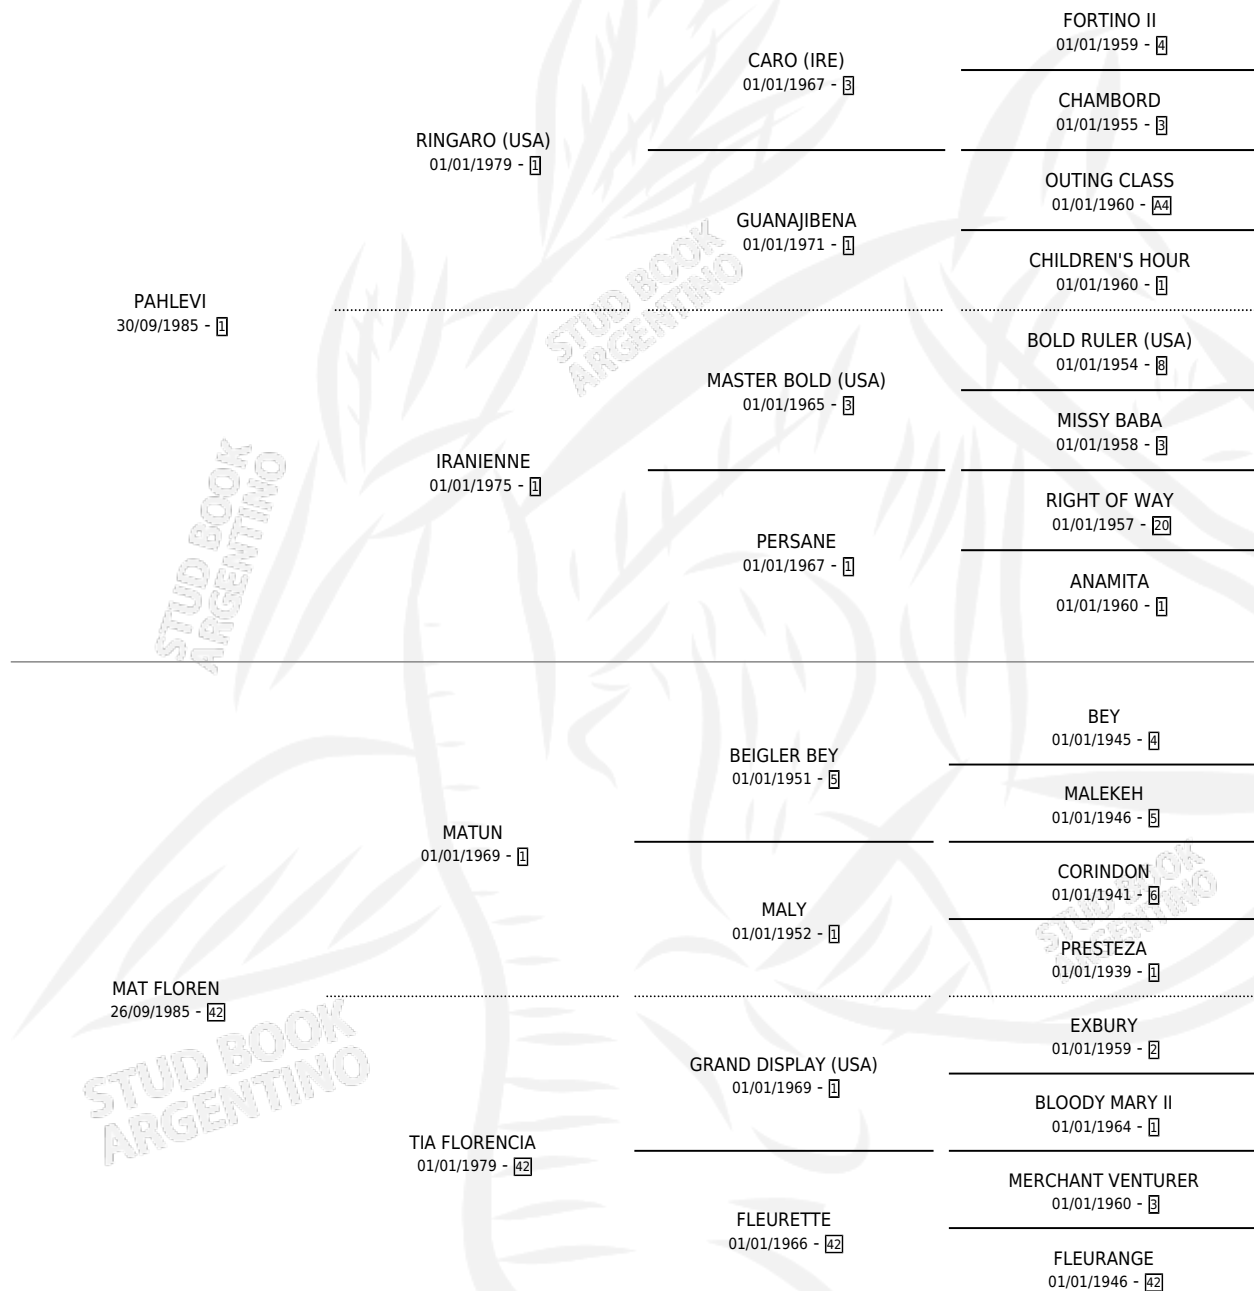 FORTINO II
01/01/1959 - 4
CARO (IRE)
01/01/1967 - 3
CHAMBORD
01/01/1955 - 3
RINGARO (USA)
01/01/1979 - 1
OUTING CLASS
01/01/1960 - A4
GUANAJIBENA
01/01/1971 - 1
CHILDREN'S HOUR
01/01/1960 - 1
PAHLEVI
30/09/1985 - 1
BOLD RULER (USA)
01/01/1954 - 8
MASTER BOLD (USA)
01/01/1965 - 3
MISSY BABA
01/01/1958 - 3
IRANIENNE
01/01/1975 - 1
RIGHT OF WAY
01/01/1957 - 20
PERSANE
01/01/1967 - 1
ANAMITA
01/01/1960 - 1
BEY
01/01/1945 - 4
BEIGLER BEY
01/01/1951 - 5
MALEKEH
01/01/1946 - 5
MATUN
01/01/1969 - 1
CORINDON
01/01/1941 - 6
MALY
01/01/1952 - 1
PRESTEZA
01/01/1939 - 1
MAT FLOREN
26/09/1985 - 42
EXBURY
01/01/1959 - 2
GRAND DISPLAY (USA)
01/01/1969 - 1
BLOODY MARY II
01/01/1964 - 1
TIA FLORENCIA
01/01/1979 - 42
MERCHANT VENTURER
01/01/1960 - 3
FLEURETTE
01/01/1966 - 42
FLEURANGE
01/01/1946 - 42
STUD BOOK
ARGENTINO
STUD BOOK
ARGENTINO
STUD BOOK
ARGENTINO
STUD BOOK
ARGENTINO